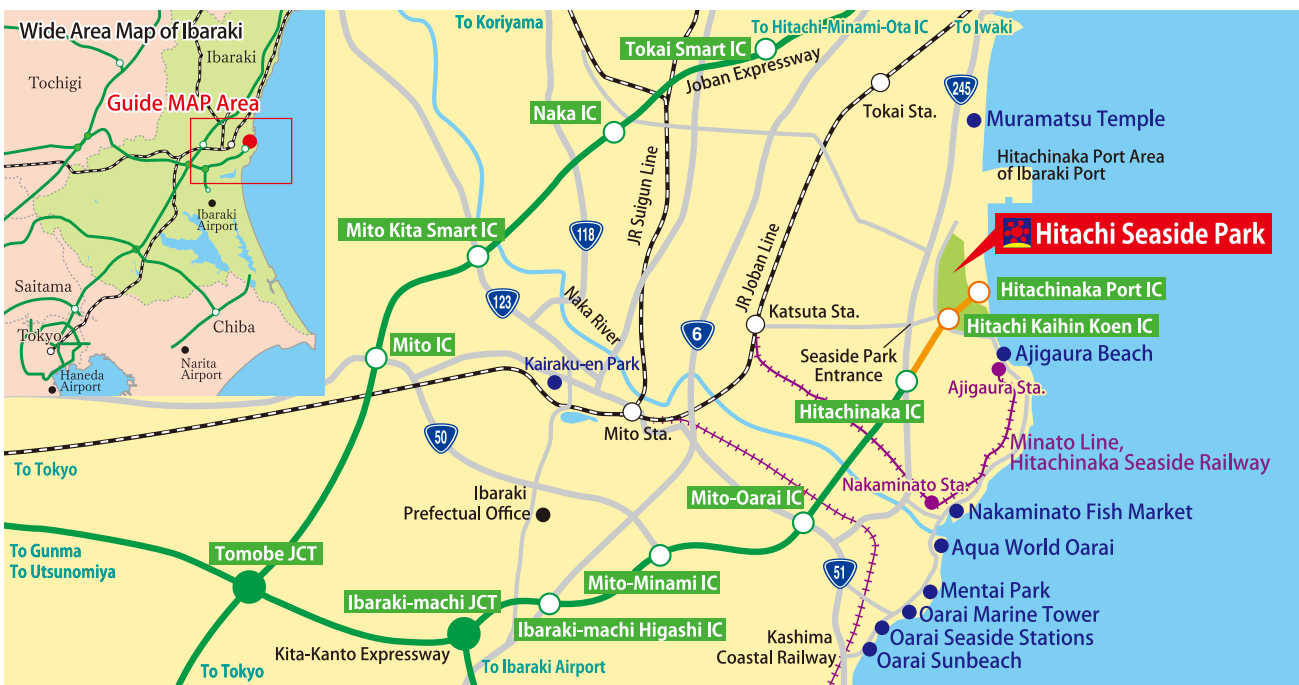 Wide Area Map of Ibaraki
Ibaraki
Tochigi
Guide MAP Area
Ibaraki
Airport
Saitama
Tokyo
Chiba
Narita
Airport
Haneda
Airport
To Koriyama
Tokai Smart IC
To Hitachi-Minami-Ota IC
To Iwaki
Joban Expressway
245
Tokai Sta.
Naka IC
Muramatsu Temple
Hitachinaka Port Area
of Ibaraki Port
JR Suigun Line
Mito Kita Smart IC
118
Hitachi Seaside Park
JR Joban Line
123
Naka River
Hitachinaka Port IC
Katsuta Sta.
6
Hitachi Kaihin Koen IC
Mito IC
Kairaku-en Park
Seaside Park
Entrance
Ajigaura Beach
Ajigaura Sta.
Hitachinaka IC
Mito Sta.
50
Minato Line,
Hitachinaka Seaside Railway
To Tokyo
Ibaraki
Prefectual Office
Mito-Oarai IC
Nakaminato Sta.
Nakaminato Fish Market
To Gunma
To Utsunomiya
Tomobe JCT
Aqua World Oarai
Mito-Minami IC
51
Mentai Park
Ibaraki-machi JCT
Oarai Marine Tower
Ibaraki-machi Higashi IC
Kashima
Coastal Railway
Oarai Seaside Stations
Kita-Kanto Expressway
Oarai Sunbeach
To Tokyo
To Ibaraki Airport